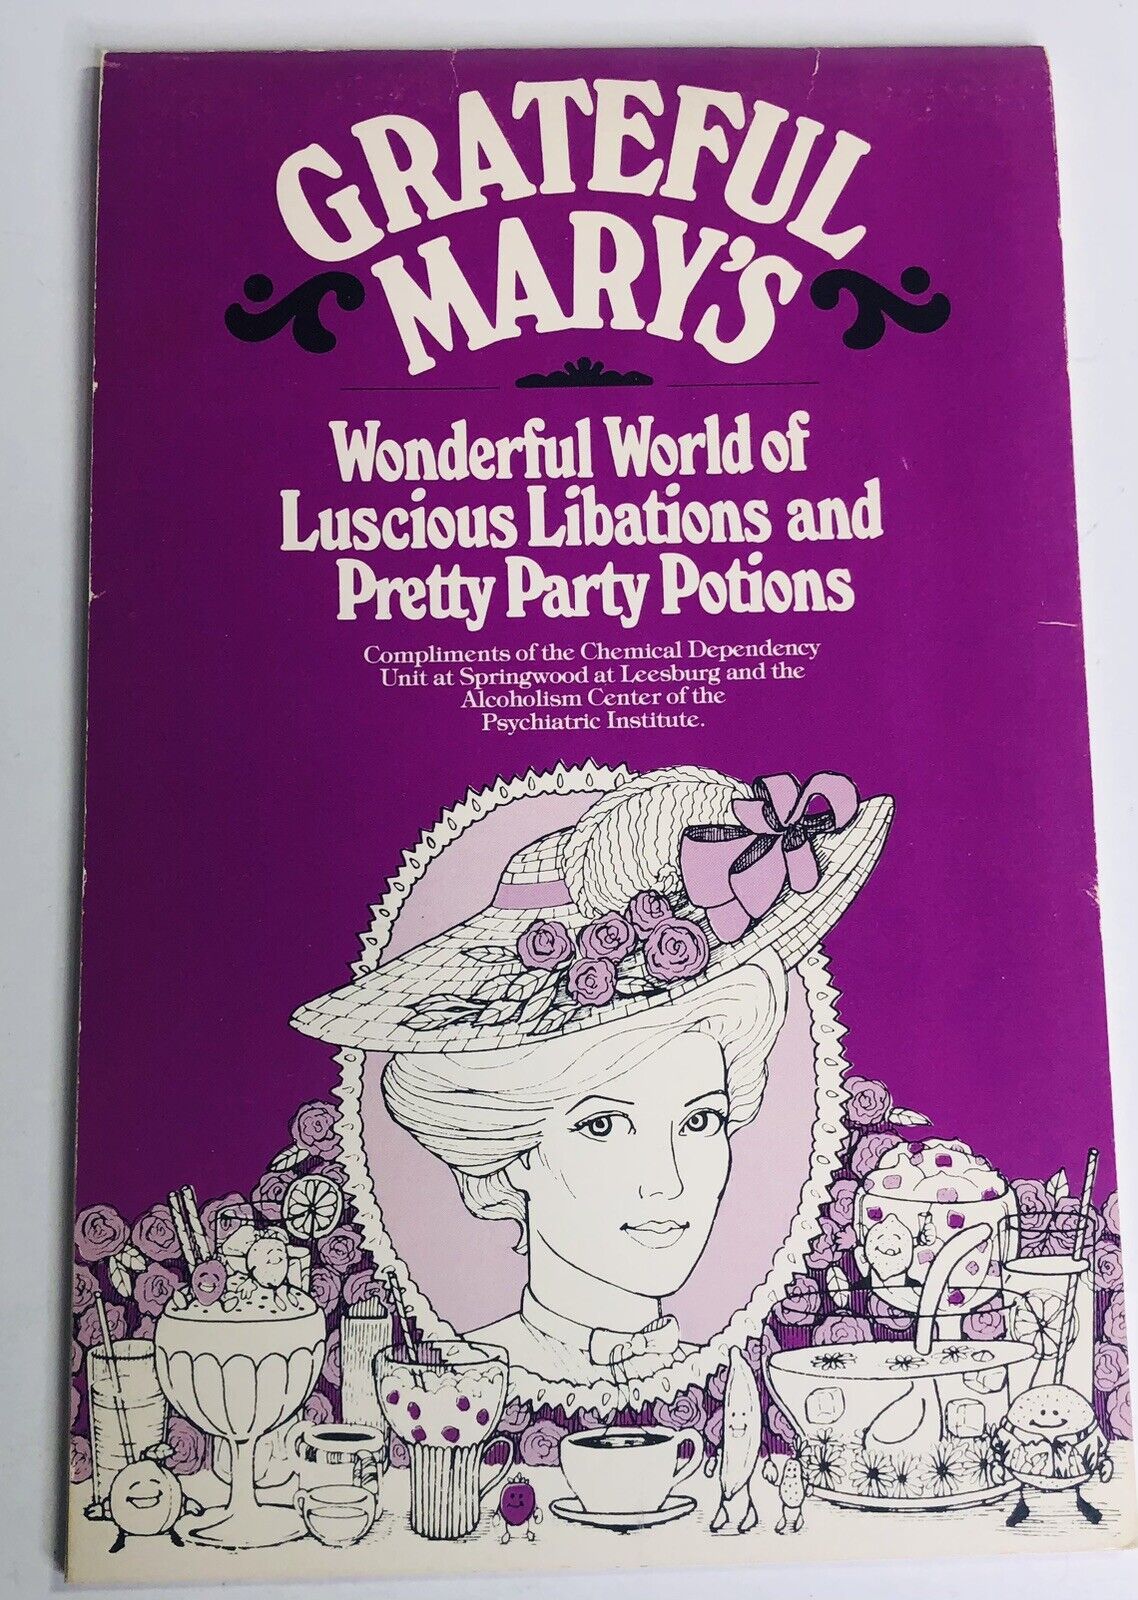 GRATEFUL
MARY'S
Wonderful World of
Luscious Libations and
Pretty Party Potions
Compliments of the Chemical Dependency
Unit at Springwood at Leesburg and the
Alcoholism Center of the
Psychiatric Institute.